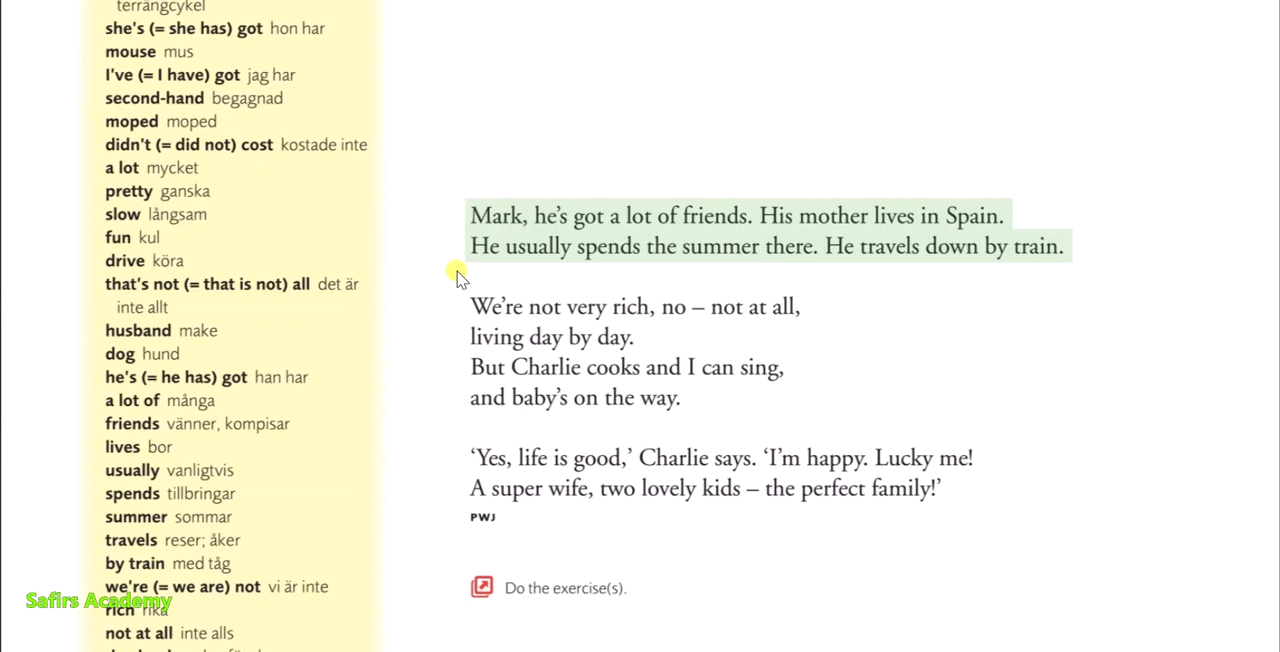 terrängcykel
she's (= she has) got hon har
mouse mus
I've (= I have) got jag har
second-hand begagnad
moped moped
didn't (= did not) cost kostade inte
a lot mycket
pretty ganska
slow långsam
fun kul
drive köra
that's not (= that is not) all det är
inte allt
husband make
dog hund
he's (= he has) got han har
a lot of många
friends vänner, kompisar
lives bor
usually vanligtvis
spends tillbringar
summer sommar
travels reser; åker
by train med tåg
we're (= we are) not vi är inte
Safirs Academy
rich rika
not at all inte alls
Mark, he's got a lot of friends. His mother lives in Spain.
He usually spends the summer there. He travels down by train.
We're not very rich, no – not at all,
living day by day.
But Charlie cooks and I can sing,
and baby's on the way.
‘Yes, life is good,’ Charlie says. ‘I'm happy. Lucky me!
A super wife, two lovely kids – the perfect family!’
PWJ
Do the exercise(s).